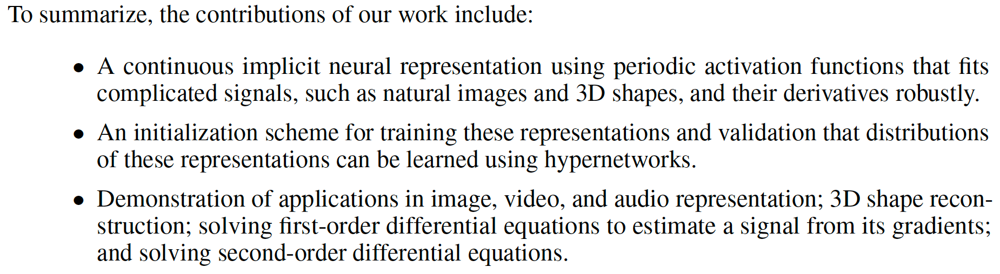 To summarize, the contributions of our work include:
• A continuous implicit neural representation using periodic activation functions that fits
complicated signals, such as natural images and 3D shapes, and their derivatives robustly.
• An initialization scheme for training these representations and validation that distributions
of these representations can be learned using hypernetworks.
• Demonstration of applications in image, video, and audio representation; 3D shape recon-
struction; solving first-order differential equations to estimate a signal from its gradients;
and solving second-order differential equations.